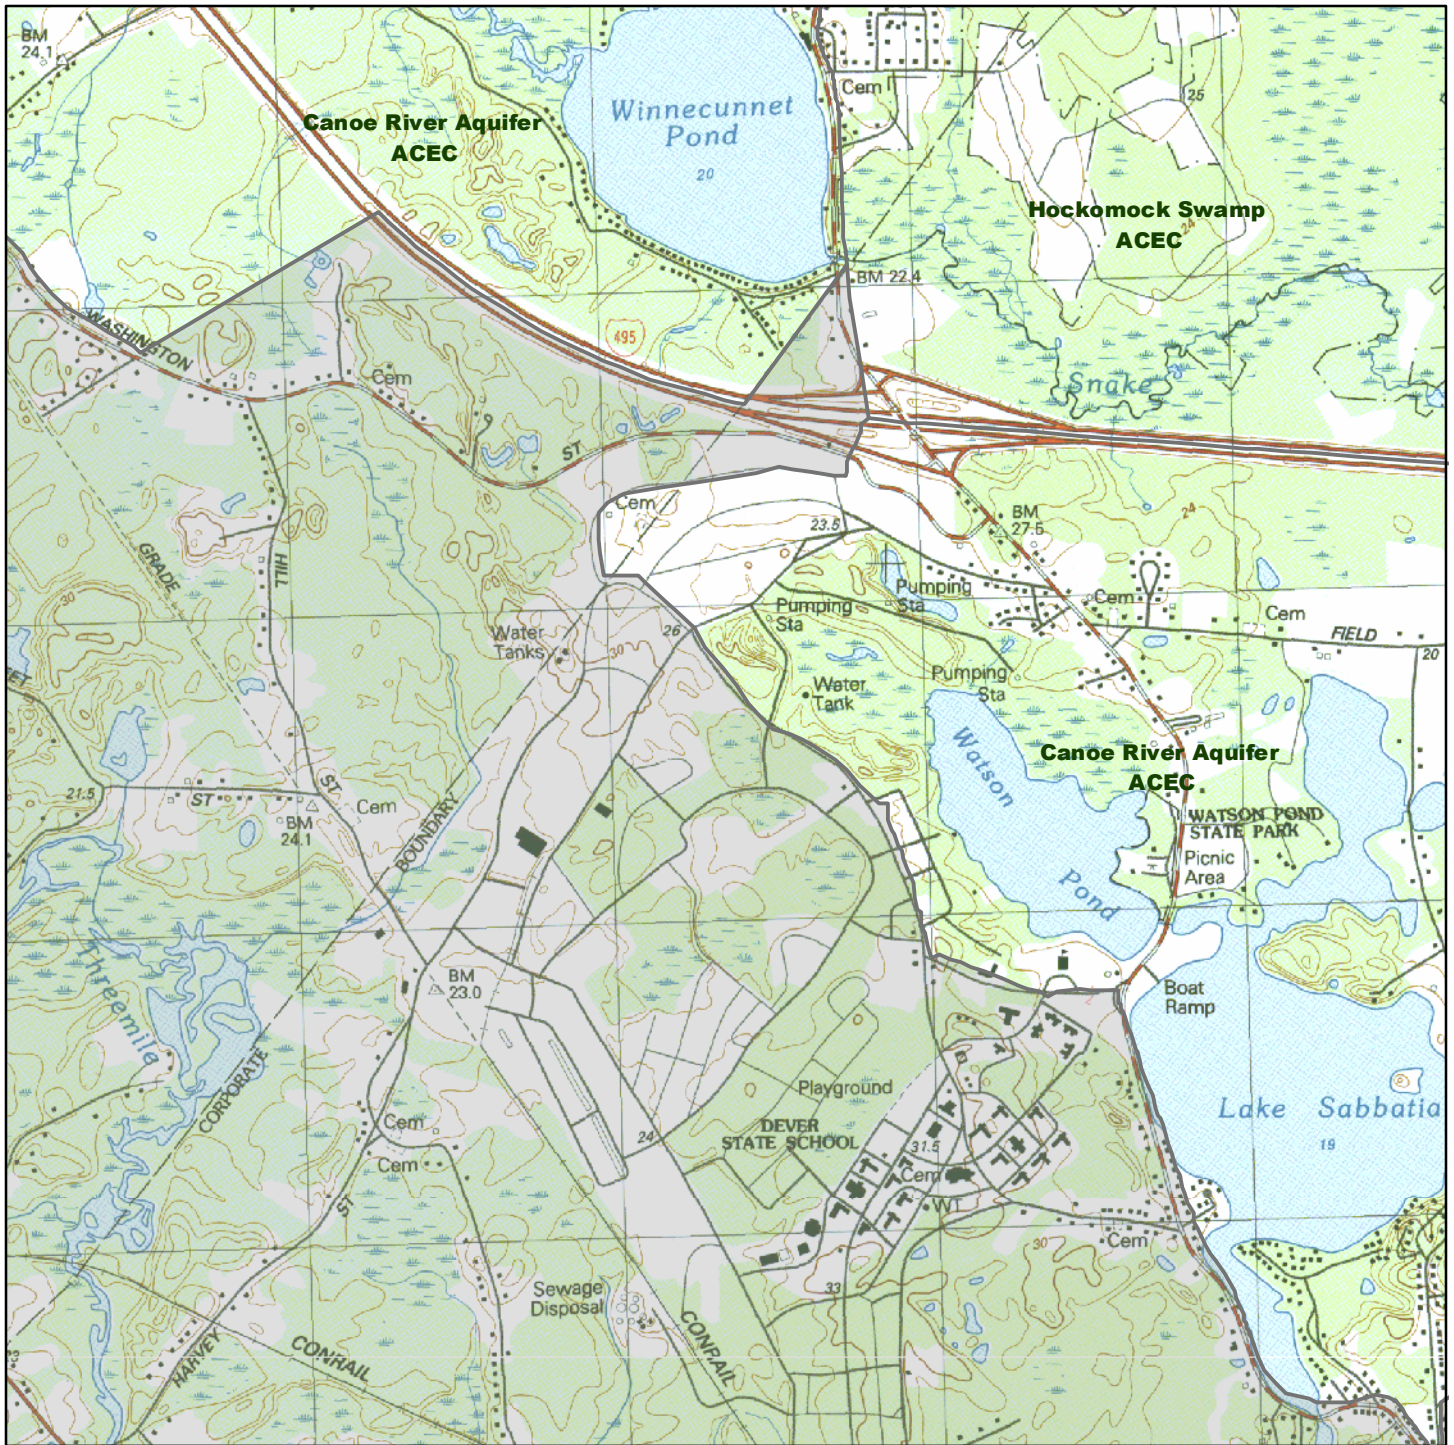 BM
24.1
Canoe River Aquifer
ACEC
Winnecunnet
Pond
20
Cem
25
Hockomock Swamp
ACEC
24
BM 22.4
WASHINGTON
495
Cem
Snake
ST
Cem
23.5
BM
27.5
24
GRADE
HILL
30
Pumping
Sta
Pumping
Sta
Cem
Cem
FIELD
20
Water
Tanks
26
30
Pumping
Sta
Water
Tank
Watson
Pond
Canoe River Aquifer
ACEC
21.5
ST
ST
Cem
BM
24.1
BOUNDARY
WATSON POND
STATE PARK
Picnic
Area
Threemile
BM
23.0
Boat
Ramp
CORPORATE
Playground
Lake Sabbatia
19
DEVER
STATE SCHOOL
31.5
24
Cem
Cem
Cem
WT
ST
30
Cem
33
Sewage
Disposal
HARVEY
CONRAIL
CONRAIL